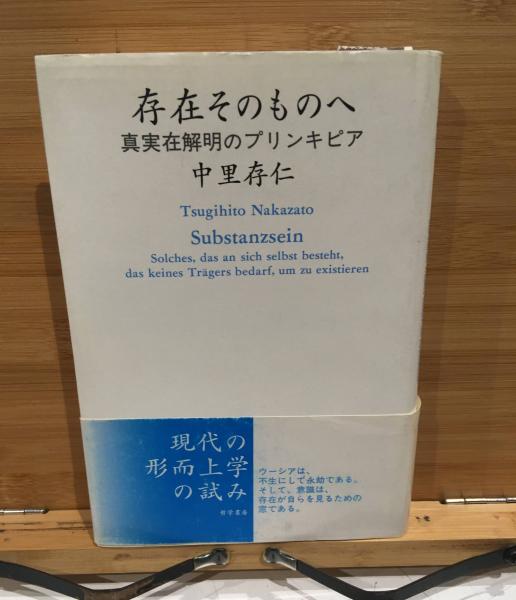 存在そのものへ
真実在解明のプリンキピア
中里存仁
Tsugihito Nakazato
Substanzsein
Solches, das an sich selbst besteht,
das keines Trägers bedarf, um zu existieren
現代の
形而上学
の試み
哲学書房
ウーシアは、
不生にして永劫である。
そして、意識は、
存在が自らを見るための
窓である。